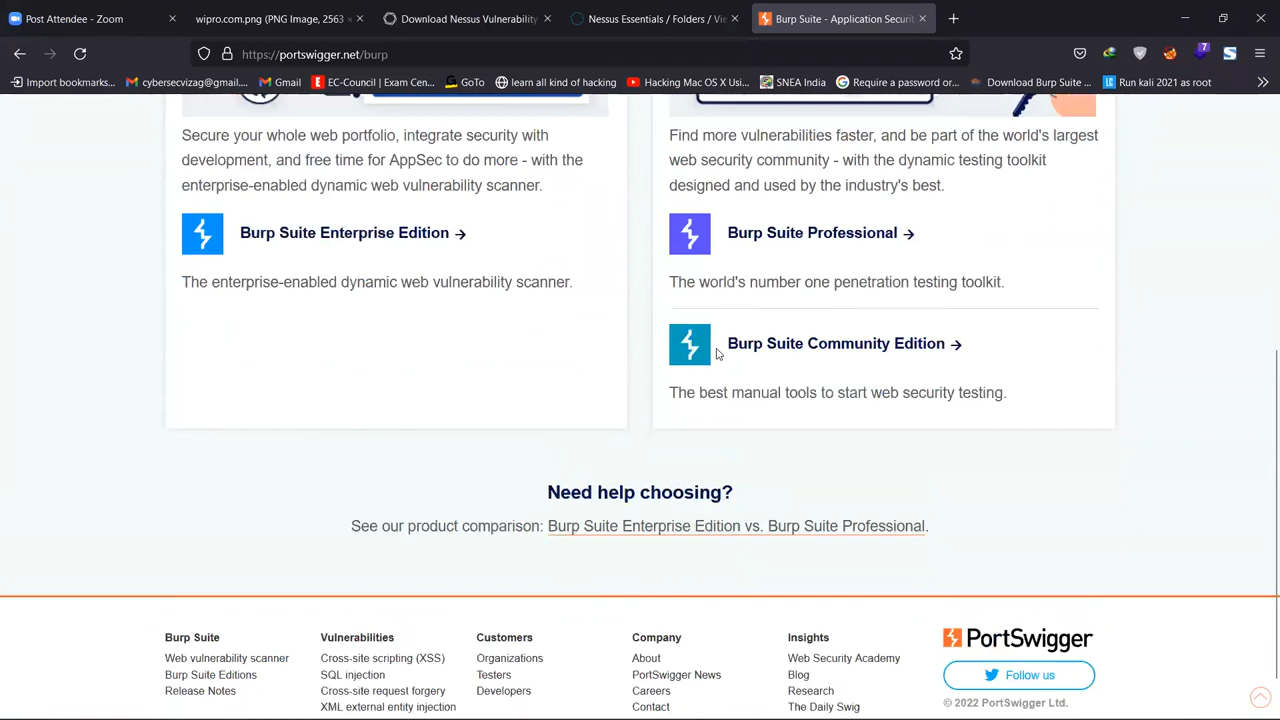 Post Attendee - Zoom
wipro.com.png (PNG Image, 2563
Download Nessus Vulnerability
Nessus Essentials / Folders / Vie
Burp Suite - Application Securit
https://portswigger.net/burp
Import bookmarks...
cybersecvizag@gmail....
Gmail
EC-Council | Exam Cen...
GoTo
learn all kind of hacking
Hacking Mac OS X Usi...
SNEA India
Require a password or...
Download Burp Suite ...
Run kali 2021 as root
7
Secure your whole web portfolio, integrate security with
development, and free time for AppSec to do more - with the
enterprise-enabled dynamic web vulnerability scanner.
Burp Suite Enterprise Edition →
The enterprise-enabled dynamic web vulnerability scanner.
Find more vulnerabilities faster, and be part of the world's largest
web security community - with the dynamic testing toolkit
designed and used by the industry's best.
Burp Suite Professional →
The world's number one penetration testing toolkit.
Burp Suite Community Edition →
The best manual tools to start web security testing.
Need help choosing?
See our product comparison: Burp Suite Enterprise Edition vs. Burp Suite Professional.
Burp Suite
Web vulnerability scanner
Burp Suite Editions
Release Notes
Vulnerabilities
Cross-site scripting (XSS)
SQL injection
Cross-site request forgery
XML external entity injection
Customers
Organizations
Testers
Developers
Company
About
PortSwigger News
Careers
Contact
Insights
Web Security Academy
Blog
Research
The Daily Swig
PortSwigger
Follow us
© 2022 PortSwigger Ltd.